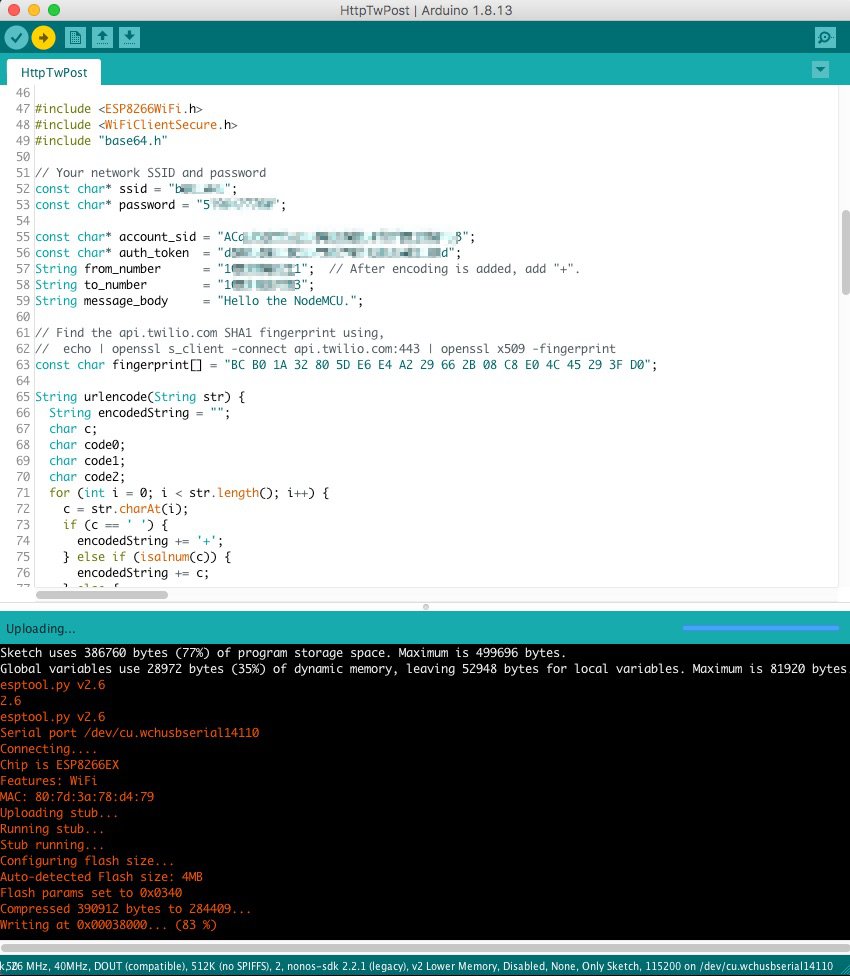 HttpTwPost | Arduino 1.8.13
HttpTwPost
46
47 #include <ESP8266WiFi.h>
48 #include <WiFiClientSecure.h>
49 #include "base64.h"
50
51 // Your network SSID and password
52 const char* ssid = "b";
53 const char* password = "5";
54
55 const char* account_sid = "ACB";
56 const char* auth_token  = "dd";
57 String from_number      = "11";  // After encoding is added, add "+".
58 String to_number        = "13";
59 String message_body     = "Hello the NodeMCU.";
60
61 // Find the api.twilio.com SHA1 fingerprint using,
62 //  echo | openssl s_client -connect api.twilio.com:443 | openssl x509 -fingerprint
63 const char fingerprint[] = "BC B0 1A 32 80 5D E6 E4 A2 29 66 2B 08 C8 E0 4C 45 29 3F D0";
64
65 String urlencode(String str) {
66   String encodedString = "";
67   char c;
68   char code0;
69   char code1;
70   char code2;
71   for (int i = 0; i < str.length(); i++) {
72     c = str.charAt(i);
73     if (c == ' ') {
74       encodedString += '+';
75     } else if (isalnum(c)) {
76       encodedString += c;
77     } else {
Uploading...
Sketch uses 386760 bytes (77%) of program storage space. Maximum is 499696 bytes.
Global variables use 28972 bytes (35%) of dynamic memory, leaving 52948 bytes for local variables. Maximum is 81920 bytes
esptool.py v2.6
2.6
esptool.py v2.6
Serial port /dev/cu.wchusbserial14110
Connecting....
Chip is ESP8266EX
Features: WiFi
MAC: 80:7d:3a:78:d4:79
Uploading stub...
Running stub...
Stub running...
Configuring flash size...
Auto-detected Flash size: 4MB
Flash params set to 0x0340
Compressed 390912 bytes to 284409...
Writing at 0x00038000... (83 %)
26 MHz, 40MHz, DOUT (compatible), 512K (no SPIFFS), 2, nonos-sdk 2.2.1 (legacy), v2 Lower Memory, Disabled, None, Only Sketch, 115200 on /dev/cu.wchusbserial14110